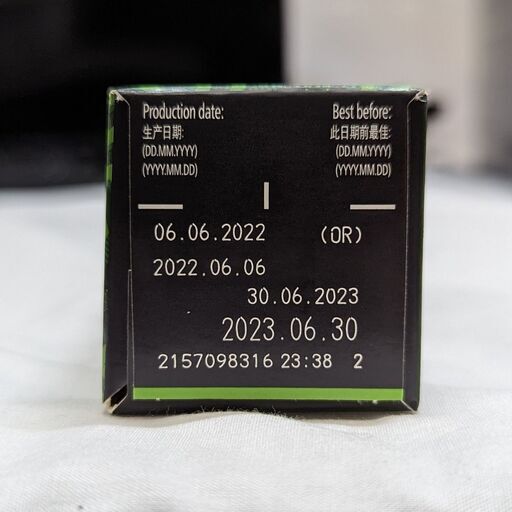 Production date:
生产日期:
(DD.MM.YYYY)
(YYYY.MM.DD)
Best before:
此日期前最佳:
(DD.MM.YYYY)
(YYYY.MM.DD)
06.06.2022 (OR)
2022.06.06
30.06.2023
2023.06.30
2157098316 23:38 2